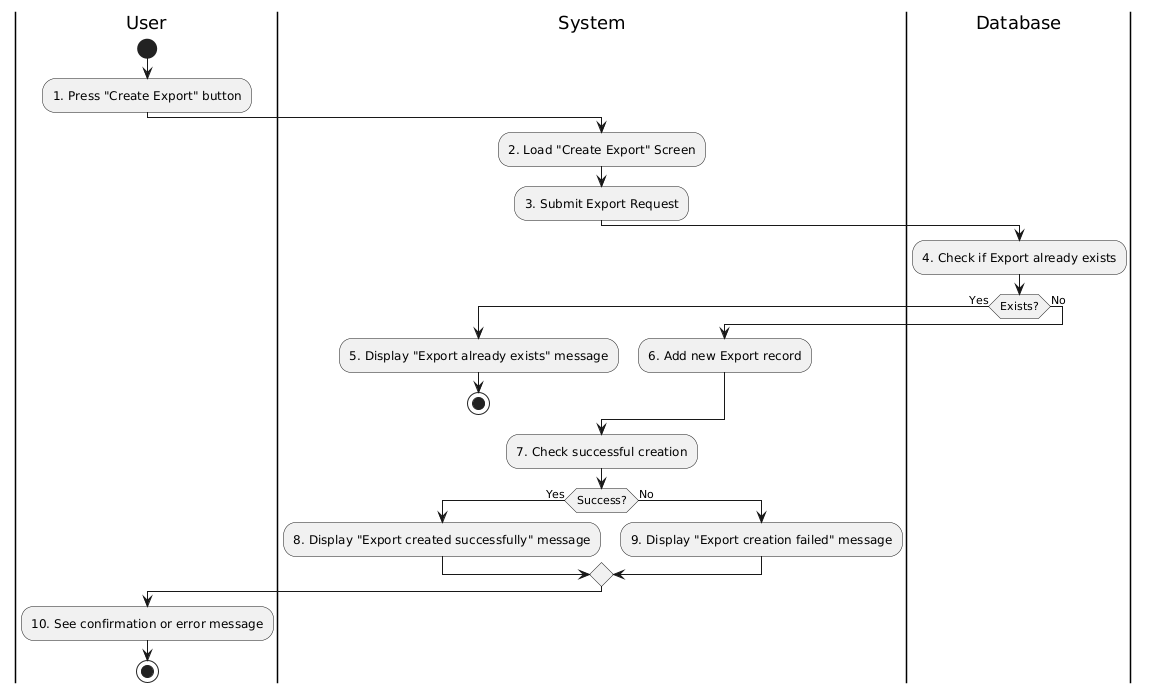 User
System
Database
1. Press "Create Export" button
2. Load "Create Export" Screen
3. Submit Export Request
4. Check if Export already exists
Yes
Exists?
No
5. Display "Export already exists" message
6. Add new Export record
7. Check successful creation
Yes
Success?
No
8. Display "Export created successfully" message
9. Display "Export creation failed" message
10. See confirmation or error message